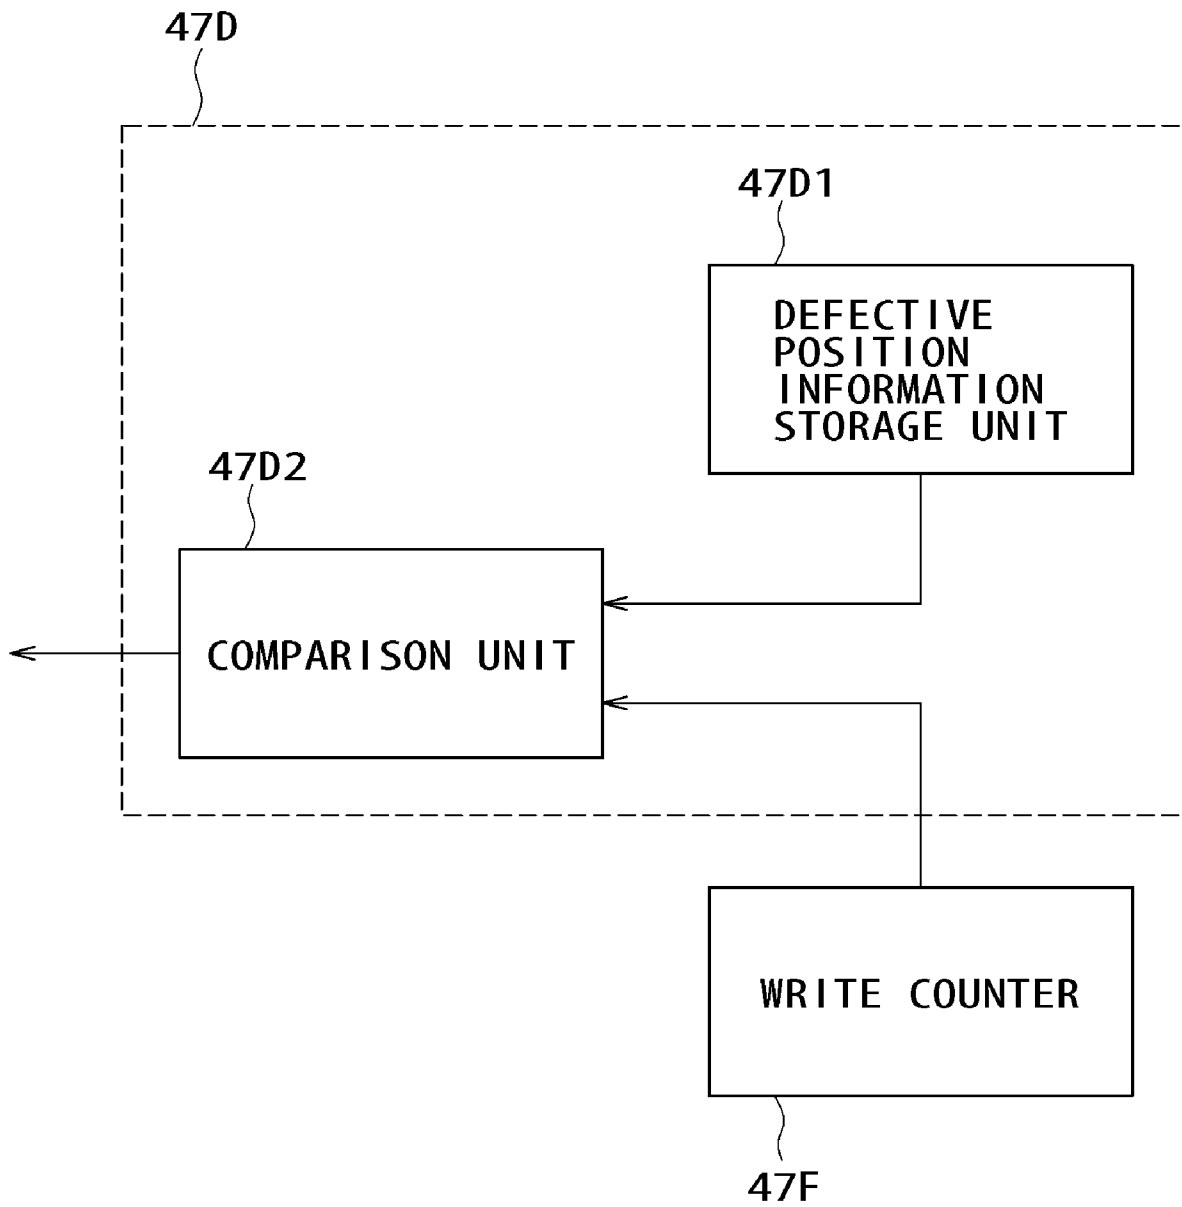 47D
47D1
DEFECTIVE
POSITION
INFORMATION
STORAGE UNIT
47D2
COMPARISON UNIT
WRITE COUNTER
47F